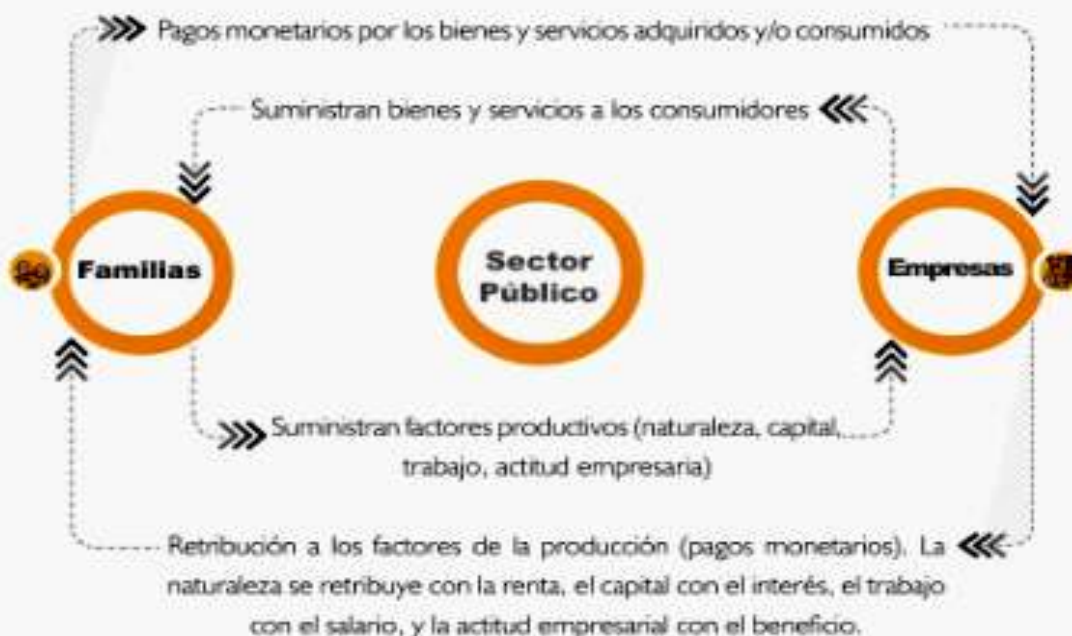 Pagos monetarios por los bienes y servicios adquiridos y/o consumidos
Suministran bienes y servicios a los consumidores
Familias
Sector
Público
Empresas
Suministran factores productivos (naturaleza, capital,
trabajo, actitud empresaria)
Retribución a los factores de la producción (pagos monetarios). La
naturaleza se retribuye con la renta, el capital con el interés, el trabajo
con el salario, y la actitud empresarial con el beneficio.